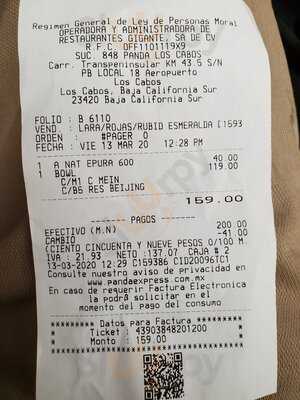 Regimen General de Ley de Personas Moral
OPERADORA Y ADMINISTRADORA DE
RESTAURANTES GIGANTE, SA DE CV
R.F.C. OFF1101119X9
SUC. 848 PANDA LOS CABOS
Carr. Transpeninsular KM 43.5 S/N
PB LOCAL 18 Aeropuerto
Los Cabos
Los Cabos, Baja California Sur
23420 Baja California Sur
FOLIO : B 6110
VEND : LARA/ROJAS/RUBID ESMERALDA [1593
ORDEN : #PAGER 0
FECHA : VIE 13 MAR 20 12:28 PM
1 A NAT EPURA 600 40.00
1 BOWL 119.00
C/M1 C MEIN
C/B5 RES BEIJING
159.00
PAGOS
EFECTIVO (M.N) 200.00
CAMBIO -41.00
(CIENTO CINCUENTA Y NUEVE PESOS 0/100 M.
IVA : 21.93 NETO :137.07 CAJA # 2
13-03-2020 12:29 C159386 CID20096TC1
Consulte nuestro aviso de privacidad en
www.pandaexpress.com.mx
En caso de requerir Factura Electronica
la podrá solicitar en el
momento del pago del consumo
******** Datos para Factura ********
* Ticket : 43903848201200 *
* Monto : 159.00 *